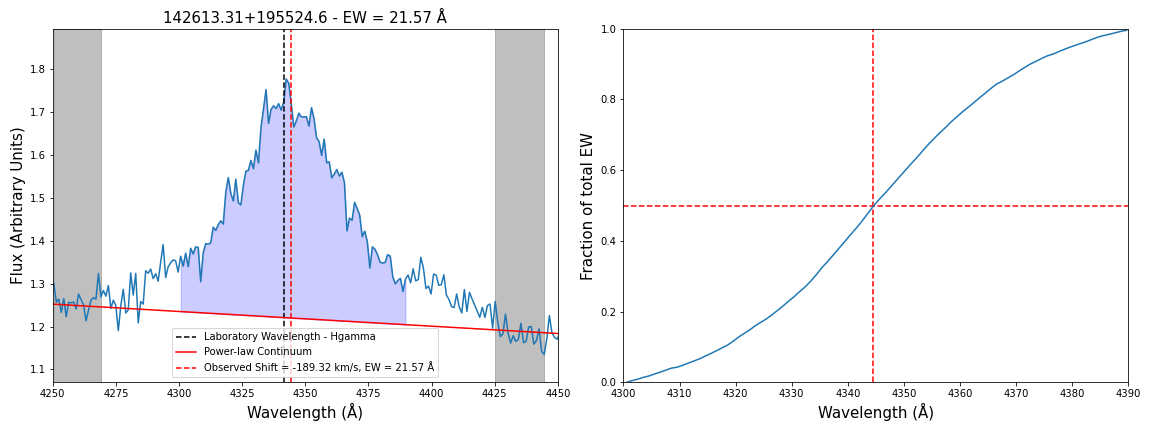 142613.31+195524.6 - EW = 21.57 Å
Flux (Arbitrary Units)
1.8
1.7
1.6
1.5
1.4
1.3
1.2
1.1
Laboratory Wavelength - Hgamma
Power-law Continuum
Observed Shift = -189.32 km/s, EW = 21.57 Å
4250 4275 4300 4325 4350 4375 4400 4425 4450
Wavelength (Å)
Fraction of total EW
1.0
0.8
0.6
0.4
0.2
0.0
4300 4310 4320 4330 4340 4350 4360 4370 4380 4390
Wavelength (Å)